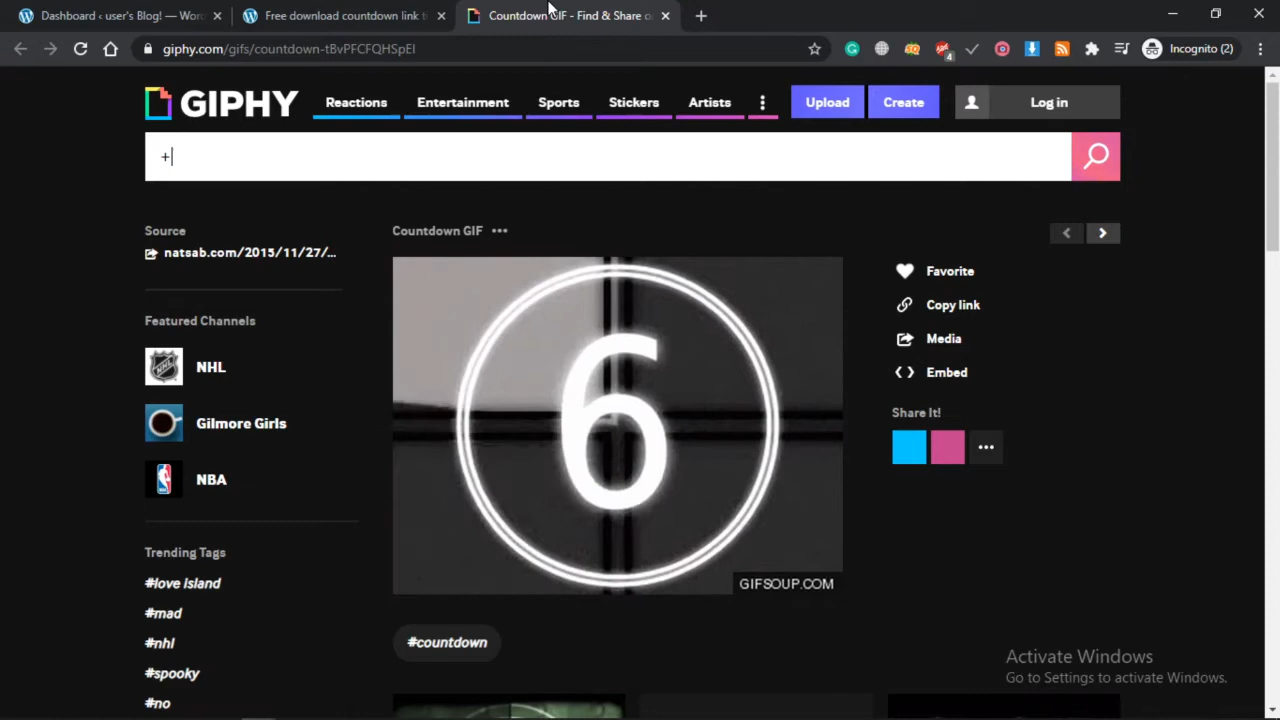 Dashboard ‹ user's Blog! — Wor
Free download countdown link t
Countdown GIF - Find & Share o
giphy.com/gifs/countdown-tBvPFCFQHSpEI
4
Incognito (2)
GIPHY
Reactions
Entertainment
Sports
Stickers
Artists
Upload
Create
Log in
+
Source
natsab.com/2015/11/27/...
Countdown GIF
Favorite
Copy link
Media
Embed
Share It!
Featured Channels
NHL
Gilmore Girls
NBA
6
GIFSOUP.COM
Trending Tags
#love island
#mad
#nhl
#spooky
#no
#countdown
Activate Windows
Go to Settings to activate Windows.